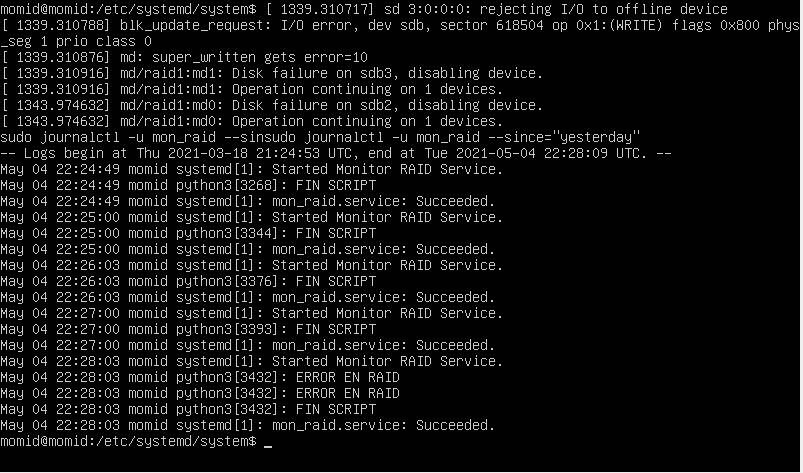 momid@momid:/etc/systemd/system$ [ 1339.310717] sd 3:0:0:0: rejecting I/O to offline device
[ 1339.310788] blk_update_request: I/O error, dev sdb, sector 618504 op 0x1:(WRITE) flags 0x800 phys
_seg 1 prio class 0
[ 1339.310876] md: super_written gets error=10
[ 1339.310916] md/raid1:md1: Disk failure on sdb3, disabling device.
[ 1339.310916] md/raid1:md1: Operation continuing on 1 devices.
[ 1343.974632] md/raid1:md0: Disk failure on sdb2, disabling device.
[ 1343.974632] md/raid1:md0: Operation continuing on 1 devices.
sudo journalctl -u mon_raid --sinsudo journalctl -u mon_raid --since="yesterday"
-- Logs begin at Thu 2021-03-18 21:24:53 UTC, end at Tue 2021-05-04 22:28:09 UTC. --
May 04 22:24:49 momid systemd[1]: Started Monitor RAID Service.
May 04 22:24:49 momid python3[3268]: FIN SCRIPT
May 04 22:24:49 momid systemd[1]: mon_raid.service: Succeeded.
May 04 22:25:00 momid systemd[1]: Started Monitor RAID Service.
May 04 22:25:00 momid python3[3344]: FIN SCRIPT
May 04 22:25:00 momid systemd[1]: mon_raid.service: Succeeded.
May 04 22:26:03 momid systemd[1]: Started Monitor RAID Service.
May 04 22:26:03 momid python3[3376]: FIN SCRIPT
May 04 22:26:03 momid systemd[1]: mon_raid.service: Succeeded.
May 04 22:27:00 momid systemd[1]: Started Monitor RAID Service.
May 04 22:27:00 momid python3[3393]: FIN SCRIPT
May 04 22:27:00 momid systemd[1]: mon_raid.service: Succeeded.
May 04 22:28:03 momid systemd[1]: Started Monitor RAID Service.
May 04 22:28:03 momid python3[3432]: ERROR EN RAID
May 04 22:28:03 momid python3[3432]: ERROR EN RAID
May 04 22:28:03 momid python3[3432]: FIN SCRIPT
May 04 22:28:03 momid systemd[1]: mon_raid.service: Succeeded.
momid@momid:/etc/systemd/system$ _